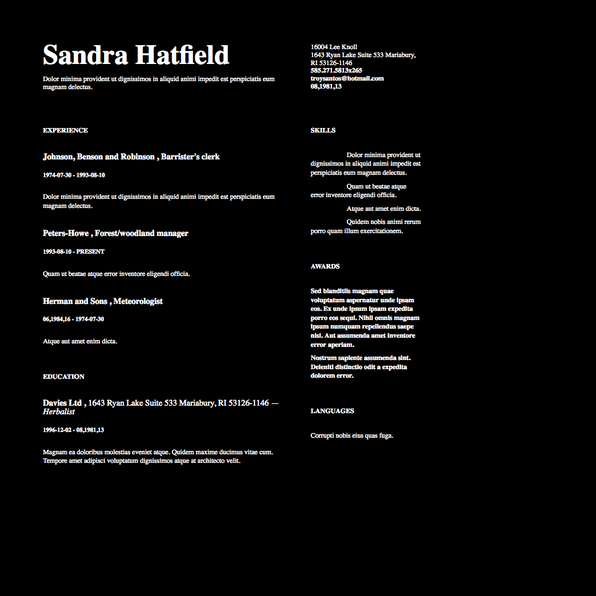 Sandra Hatfield
Dolor minima provident ut dignissimos in aliquid animi impedit est perspiciatis eum
magnam delectus.
EXPERIENCE
Johnson, Benson and Robinson , Barrister's clerk
1974-07-30 - 1993-08-10
Dolor minima provident ut dignissimos in aliquid animi impedit est perspiciatis eum
magnam delectus.
Peters-Howe , Forest/woodland manager
1993-08-10 - PRESENT
Quam ut beatae atque error inventore eligendi officia.
Herman and Sons , Meteorologist
06,1984,16 - 1974-07-30
Atque aut amet enim dicta.
EDUCATION
Davies Ltd , 1643 Ryan Lake Suite 533 Mariabury, RI 53126-1146 —
Herbalist
1996-12-02 - 08,1981,13
Magnam ea doloribus molestias eveniet atque. Quidem maxime ducimus vitae cum.
Tempore amet adipisci voluptatum dignissimos atque at architecto velit.
16004 Lee Knoll
1643 Ryan Lake Suite 533 Mariabury,
RI 53126-1146
585.271.5813x265
troysantos@hotmail.com
08,1981,13
SKILLS
Dolor minima provident ut
dignissimos in aliquid animi impedit est
perspiciatis eum magnam delectus.
Quam ut beatae atque
error inventore eligendi officia.
Atque aut amet enim dicta.
Quidem nobis animi rerum
porro quam illum exercitationem.
AWARDS
Sed blanditiis magnam quae
voluptatum aspernatur unde ipsam
eos. Ex unde ipsum ipsam expedita
porro eos sequi. Nihil omnis magnam
ipsum numquam repellendus saepe
nisi. Aut assumenda amet inventore
error aperiam.
Nostrum sapiente assumenda sint.
Deleniti distinctio odit a expedita
dolorem error.
LANGUAGES
Corrupti nobis eius quas fuga.